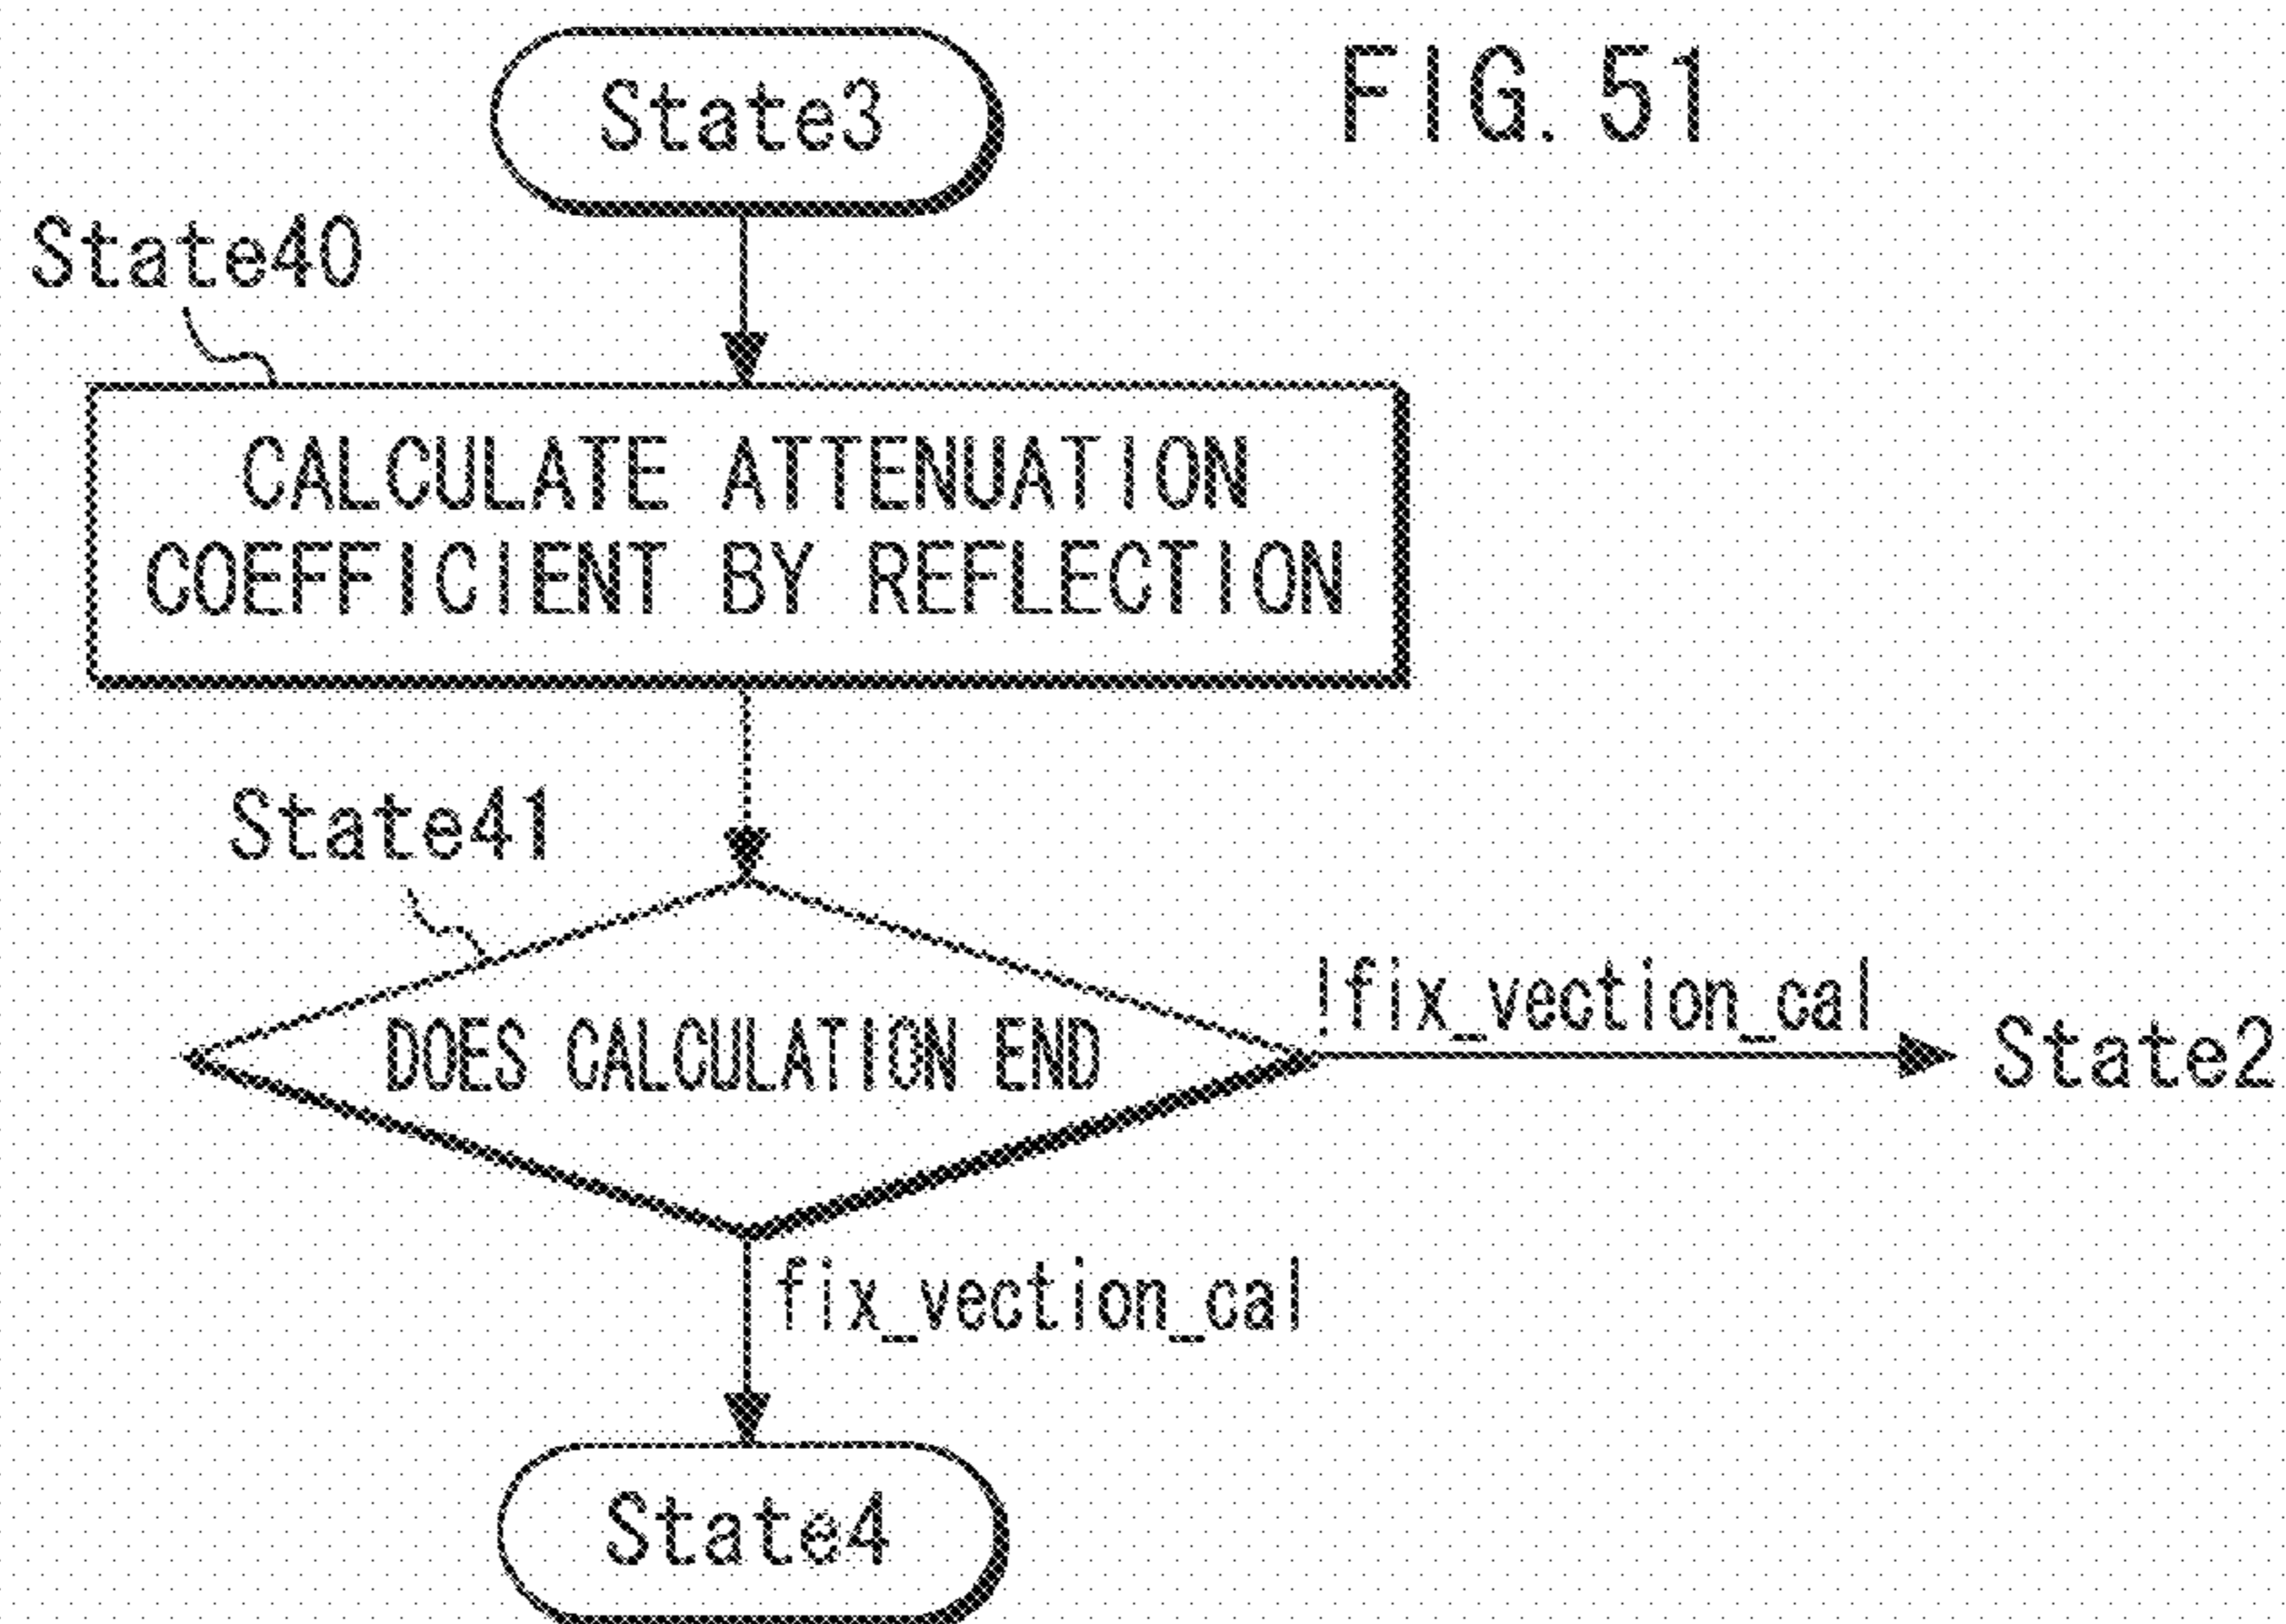 State3
FIG. 51
State40
CALCULATE ATTENUATION
COEFFICIENT BY REFLECTION
State41
DOES CALCULATION END
!fix_vection_cal
State2
fix_vection_cal
State4